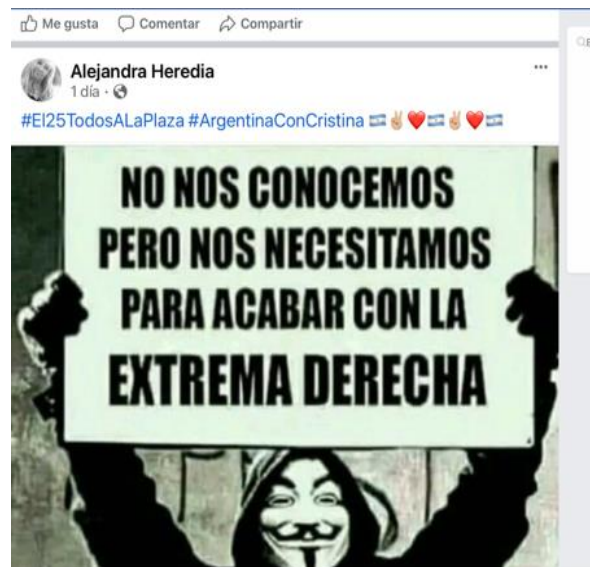 Me gusta Comentar Compartir
Alejandra Heredia
1 día ·
#El25TodosALaPlaza #ArgentinaConCristina
NO NOS CONOCEMOS
PERO NOS NECESITAMOS
PARA ACABAR CON LA
EXTREMA DERECHA